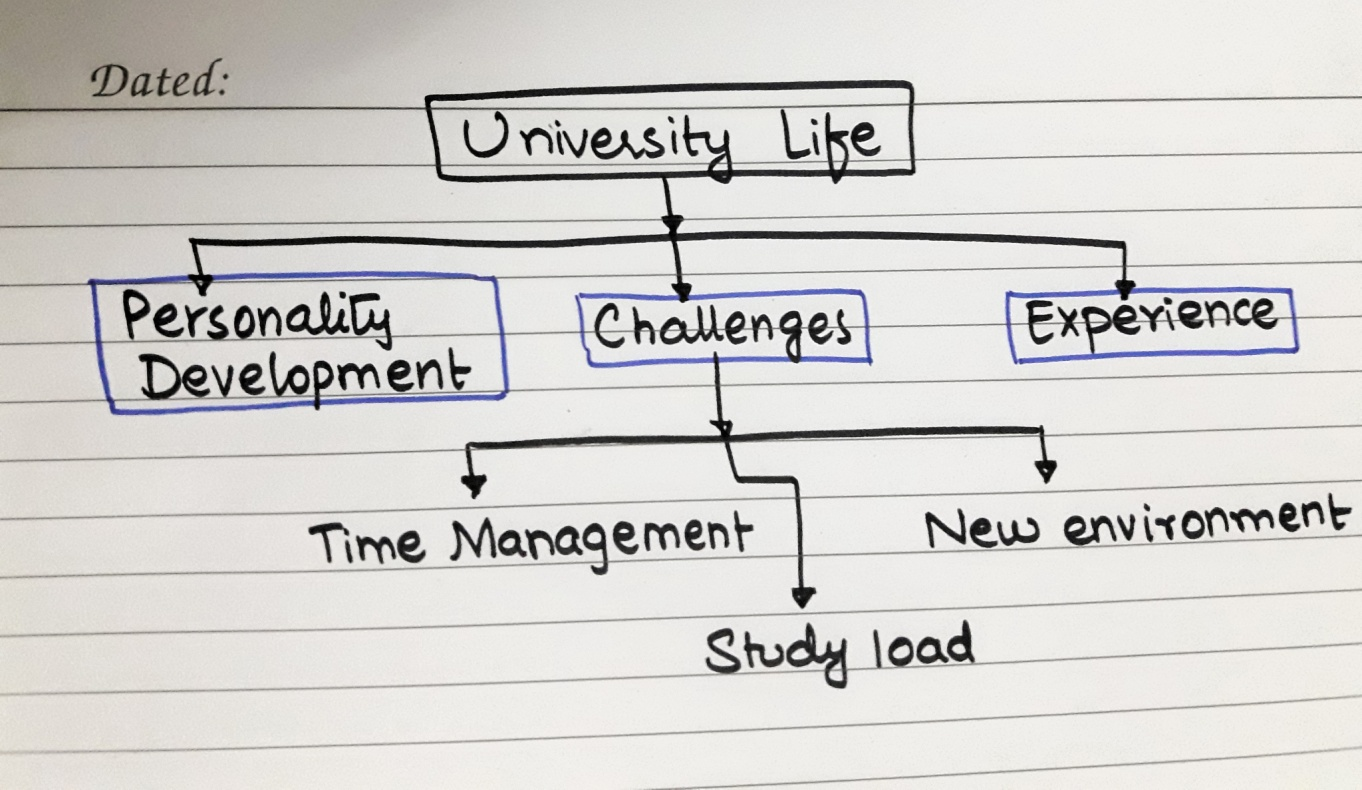 Dated:
University Life
Personality
Development
Challenges
Experience
Time Management
New environment
Study load